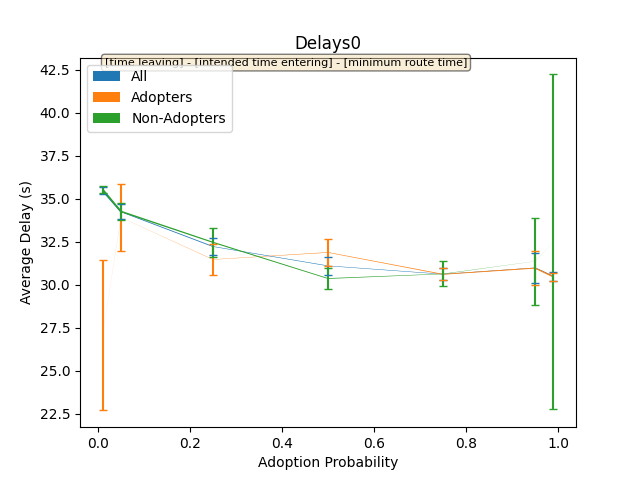 Delays0
[time leaving] - [intended time entering] - [minimum route time]
All
Adopters
Non-Adopters
Average Delay (s)
42.5
40.0
37.5
35.0
32.5
30.0
27.5
25.0
22.5
0.0 0.2 0.4 0.6 0.8 1.0
Adoption Probability